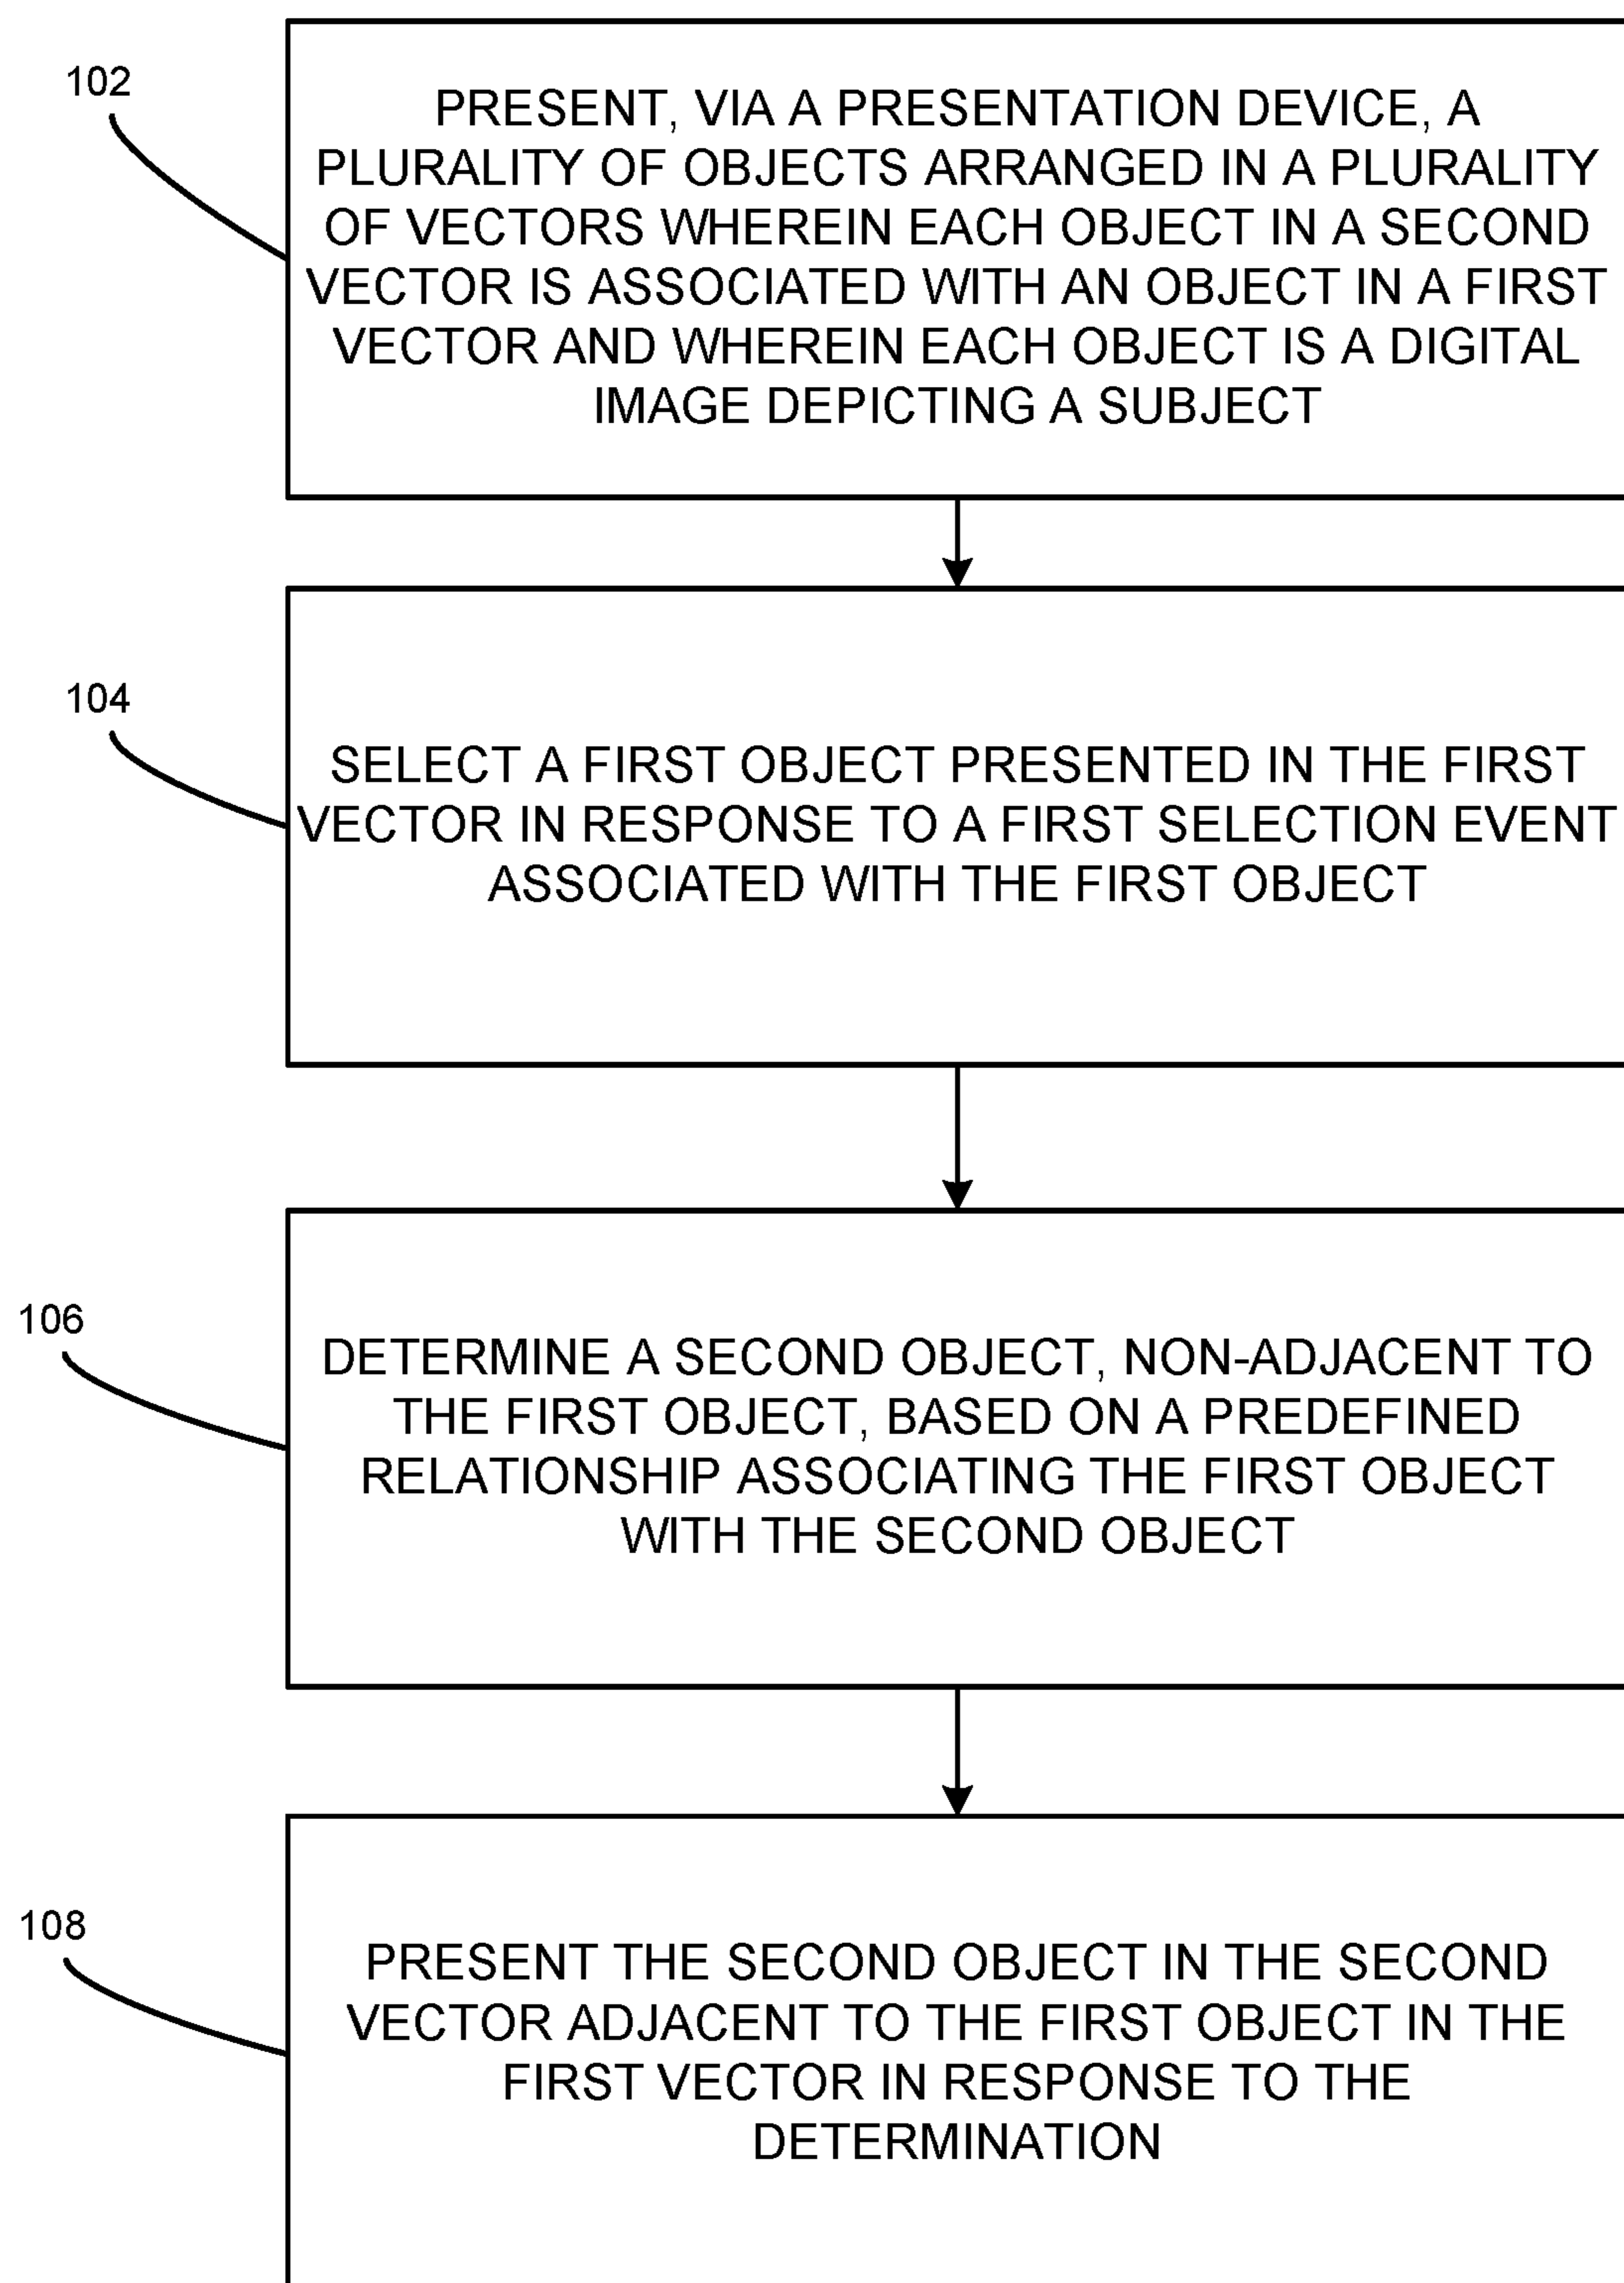 102
PRESENT, VIA A PRESENTATION DEVICE, A
PLURALITY OF OBJECTS ARRANGED IN A PLURALITY
OF VECTORS WHEREIN EACH OBJECT IN A SECOND
VECTOR IS ASSOCIATED WITH AN OBJECT IN A FIRST
VECTOR AND WHEREIN EACH OBJECT IS A DIGITAL
IMAGE DEPICTING A SUBJECT
104
SELECT A FIRST OBJECT PRESENTED IN THE FIRST
VECTOR IN RESPONSE TO A FIRST SELECTION EVENT
ASSOCIATED WITH THE FIRST OBJECT
106
DETERMINE A SECOND OBJECT, NON-ADJACENT TO
THE FIRST OBJECT, BASED ON A PREDEFINED
RELATIONSHIP ASSOCIATING THE FIRST OBJECT
WITH THE SECOND OBJECT
108
PRESENT THE SECOND OBJECT IN THE SECOND
VECTOR ADJACENT TO THE FIRST OBJECT IN THE
FIRST VECTOR IN RESPONSE TO THE
DETERMINATION